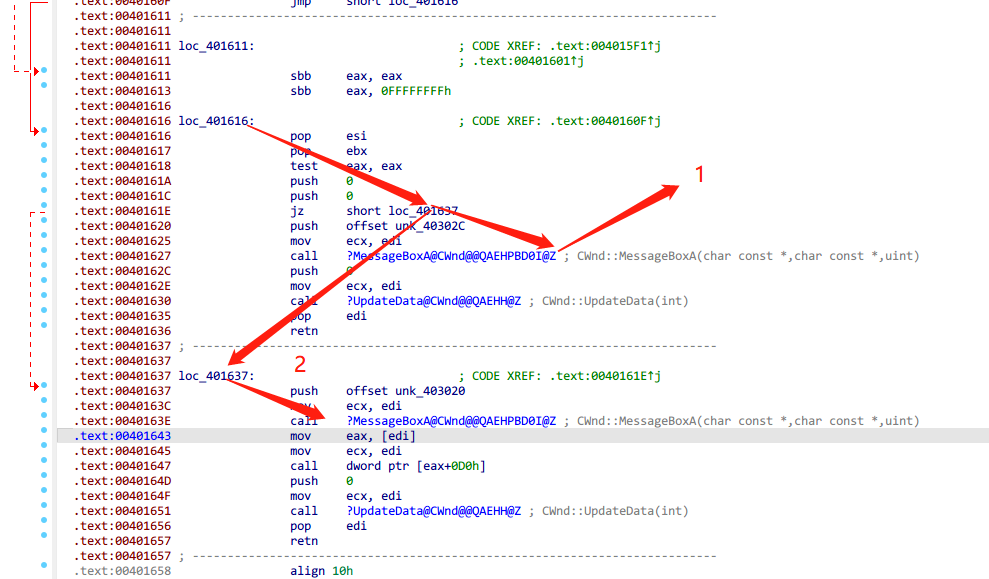 .text:0040160F jmp short loc_401616
.text:00401611 ; ---------------------------------------------------------------------------
.text:00401611
.text:00401611 loc_401611: ; CODE XREF: .text:004015F1↑j
.text:00401611 ; .text:00401601↑j
.text:00401611 sbb eax, eax
.text:00401613 sbb eax, 0FFFFFFFFh
.text:00401616
.text:00401616 loc_401616: ; CODE XREF: .text:0040160F↑j
.text:00401616 pop esi
.text:00401617 pop ebx
.text:00401618 test eax, eax
1
.text:0040161A push 0
.text:0040161C push 0
.text:0040161E jz short loc_401637
.text:00401620 push offset unk_40302C
.text:00401625 mov ecx, edi
.text:00401627 call ?MessageBoxA@CWnd@@QAEHPBD0I@Z ; CWnd::MessageBoxA(char const *,char const *,uint)
.text:0040162C push 0
.text:0040162E mov ecx, edi
.text:00401630 call ?UpdateData@CWnd@@QAEHH@Z ; CWnd::UpdateData(int)
.text:00401635 pop edi
.text:00401636 retn
.text:00401637 ; ---------------------------------------------------------------------------
.text:00401637
2
.text:00401637 loc_401637: ; CODE XREF: .text:0040161E↑j
.text:00401637 push offset unk_403020
.text:0040163C mov ecx, edi
.text:0040163E call ?MessageBoxA@CWnd@@QAEHPBD0I@Z ; CWnd::MessageBoxA(char const *,char const *,uint)
.text:00401643 mov eax, [edi]
.text:00401645 mov ecx, edi
.text:00401647 call dword ptr [eax+0D0h]
.text:0040164D push 0
.text:0040164F mov ecx, edi
.text:00401651 call ?UpdateData@CWnd@@QAEHH@Z ; CWnd::UpdateData(int)
.text:00401656 pop edi
.text:00401657 retn
.text:00401657 ; ---------------------------------------------------------------------------
.text:00401658 align 10h